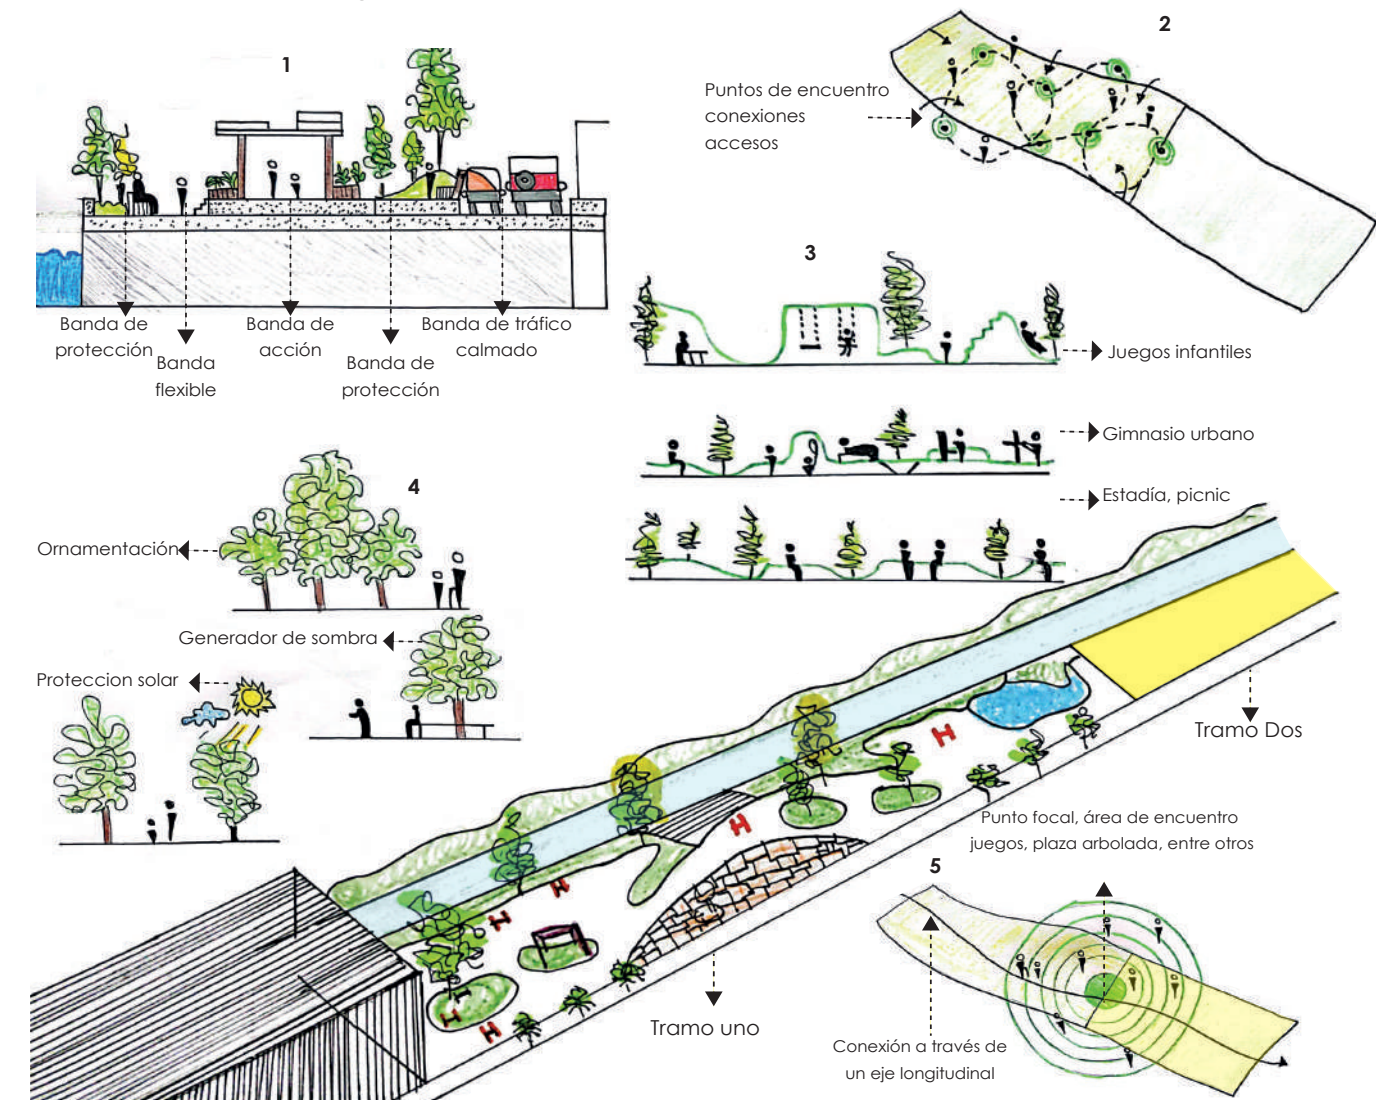 1
Banda de
protección
Banda
flexible
Banda de
acción
Banda de
protección
Banda de tráfico
calmado
2
Puntos de encuentro
conexiones
accesos
3
Juegos infantiles
Gimnasio urbano
Estadía, picnic
4
Ornamentación
Generador de sombra
Proteccion solar
Tramo Dos
Tramo uno
Punto focal, área de encuentro
juegos, plaza arbolada, entre otros
5
Conexión a través de
un eje longitudinal